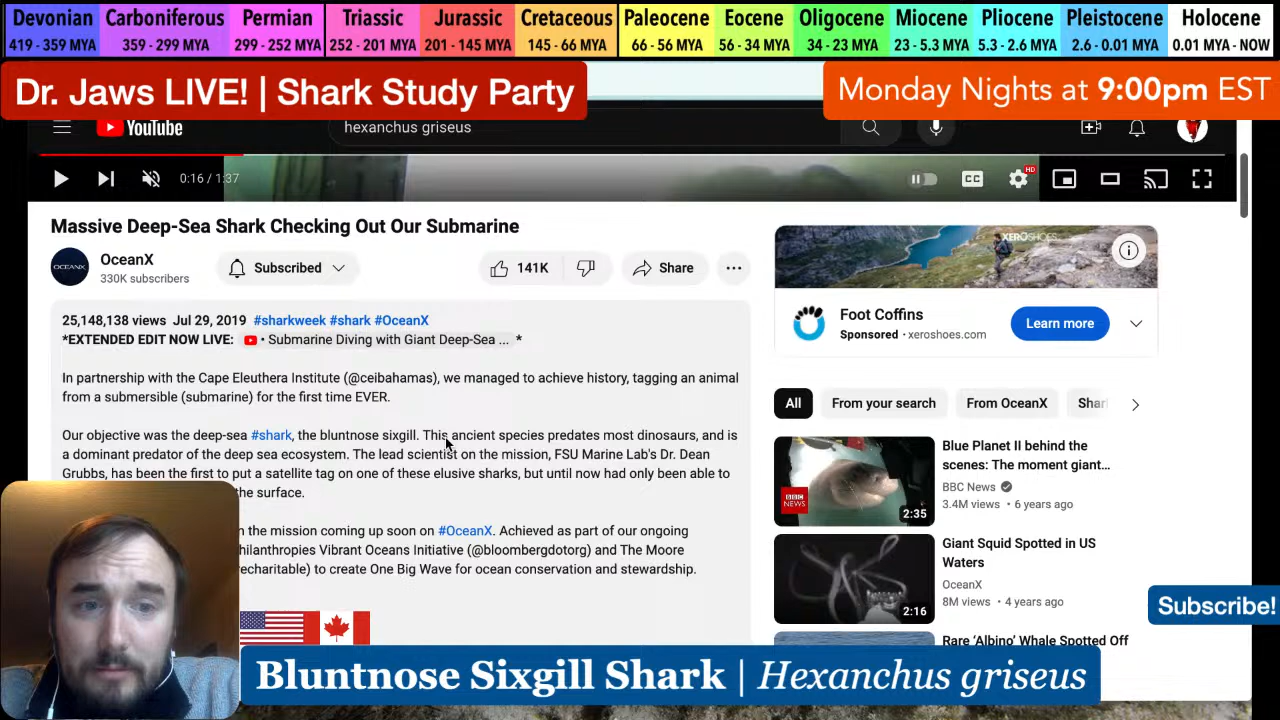 Devonian Carboniferous Permian Triassic Jurassic Cretaceous Paleocene Eocene Oligocene Miocene Pliocene Pleistocene Holocene
419 - 359 MYA 359 - 299 MYA 299 - 252 MYA 252 - 201 MYA 201 - 145 MYA 145 - 66 MYA 66 - 56 MYA 56 - 34 MYA 34 - 23 MYA 23 - 5.3 MYA 5.3 - 2.6 MYA 2.6 - 0.01 MYA 0.01 MYA - NOW
Dr. Jaws LIVE! | Shark Study Party
Monday Nights at 9:00pm EST
YouTube
hexanchus griseus
0:16 / 1:37
CC
HD
Massive Deep-Sea Shark Checking Out Our Submarine
OCEANX
OceanX
330K subscribers
Subscribed
141K
Share
25,148,138 views Jul 29, 2019 #sharkweek #shark #OceanX
*EXTENDED EDIT NOW LIVE: • Submarine Diving with Giant Deep-Sea ... *
In partnership with the Cape Eleuthera Institute (@ceibahamas), we managed to achieve history, tagging an animal
from a submersible (submarine) for the first time EVER.
Our objective was the deep-sea #shark, the bluntnose sixgill. This ancient species predates most dinosaurs, and is
a dominant predator of the deep sea ecosystem. The lead scientist on the mission, FSU Marine Lab's Dr. Dean
Grubbs, has been the first to put a satellite tag on one of these elusive sharks, but until now had only been able to
the surface.
n the mission coming up soon on #OceanX. Achieved as part of our ongoing
hilanthropies Vibrant Oceans Initiative (@bloombergdotorg) and The Moore
echaritable) to create One Big Wave for ocean conservation and stewardship.
XEROSHOES
Foot Coffins
Sponsored • xeroshoes.com
Learn more
All
From your search
From OceanX
Shar
Blue Planet II behind the
scenes: The moment giant...
BBC News
3.4M views • 6 years ago
BBC
NEWS
2:35
Giant Squid Spotted in US
Waters
OceanX
8M views • 4 years ago
2:16
Rare ‘Albino’ Whale Spotted Off
Subscribe!
Bluntnose Sixgill Shark | Hexanchus griseus